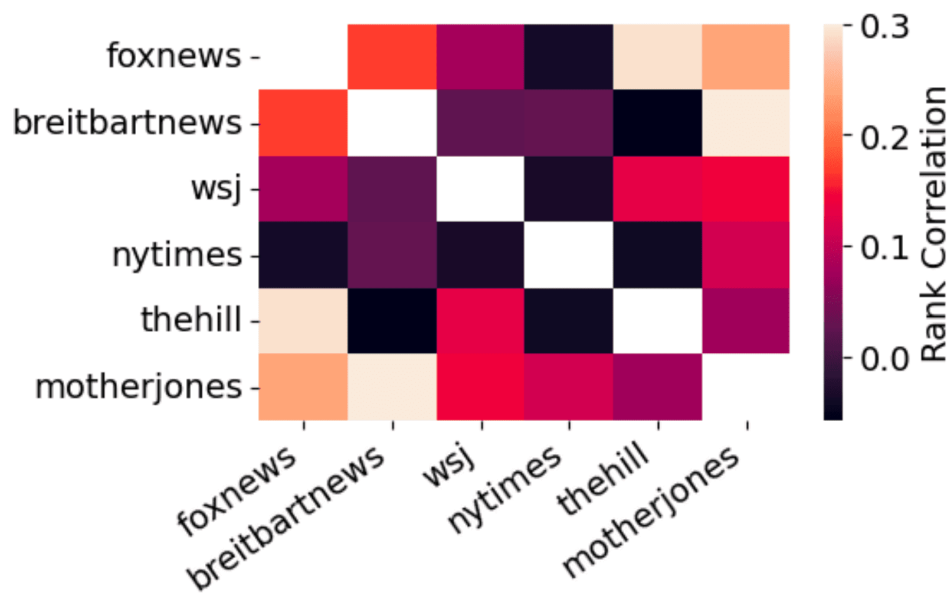 foxnews
breitbartnews
wsj
nytimes
thehill
motherjones
foxnews
breitbartnews
wsj
nytimes
thehill
motherjones
0.3
0.2
0.1
0.0
Rank Correlation